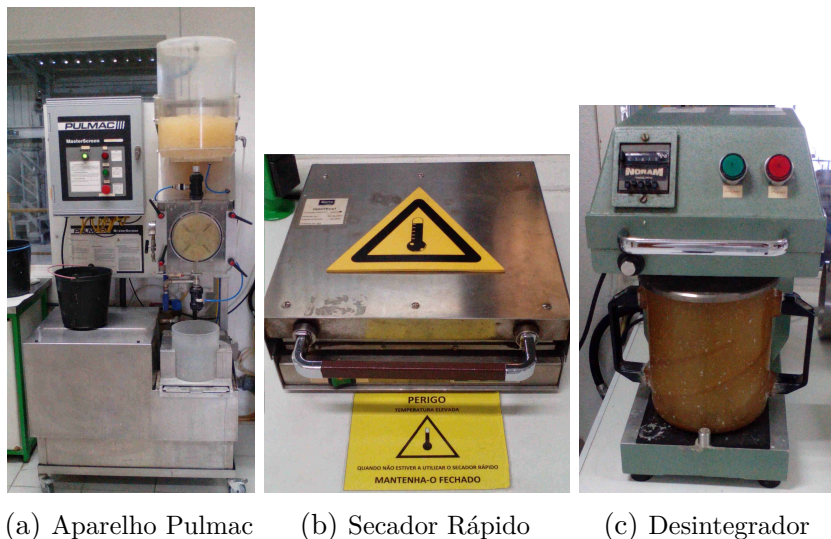 PULMAC
MasterScreen
PERIGO
TEMPERATURA ELEVADA
QUANDO NÃO ESTIVER A UTILIZAR O SECADOR RÁPIDO
MANTENHA-O FECHADO
NORAM
(a) Aparelho Pulmac
(b) Secador Rápido
(c) Desintegrador